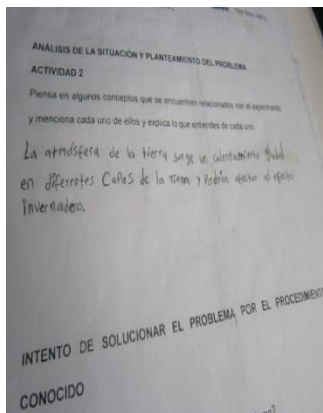 ANÁLISIS DE LA SITUACIÓN Y PLANTEAMIENTO DEL PROBLEMA
ACTIVIDAD 2
Piensa en algunos conceptos que se encuentren relacionados con el experimento
y menciona cada uno de ellos y explica lo que entiendes de cada uno.
La atmósfera de la tierra surge un calentamiento global
en diferentes Capas de la Tierra y Podria afectar al efecto
invernadero.
INTENTO DE SOLUCIONAR EL PROBLEMA POR EL PROCEDIMIENTO
CONOCIDO